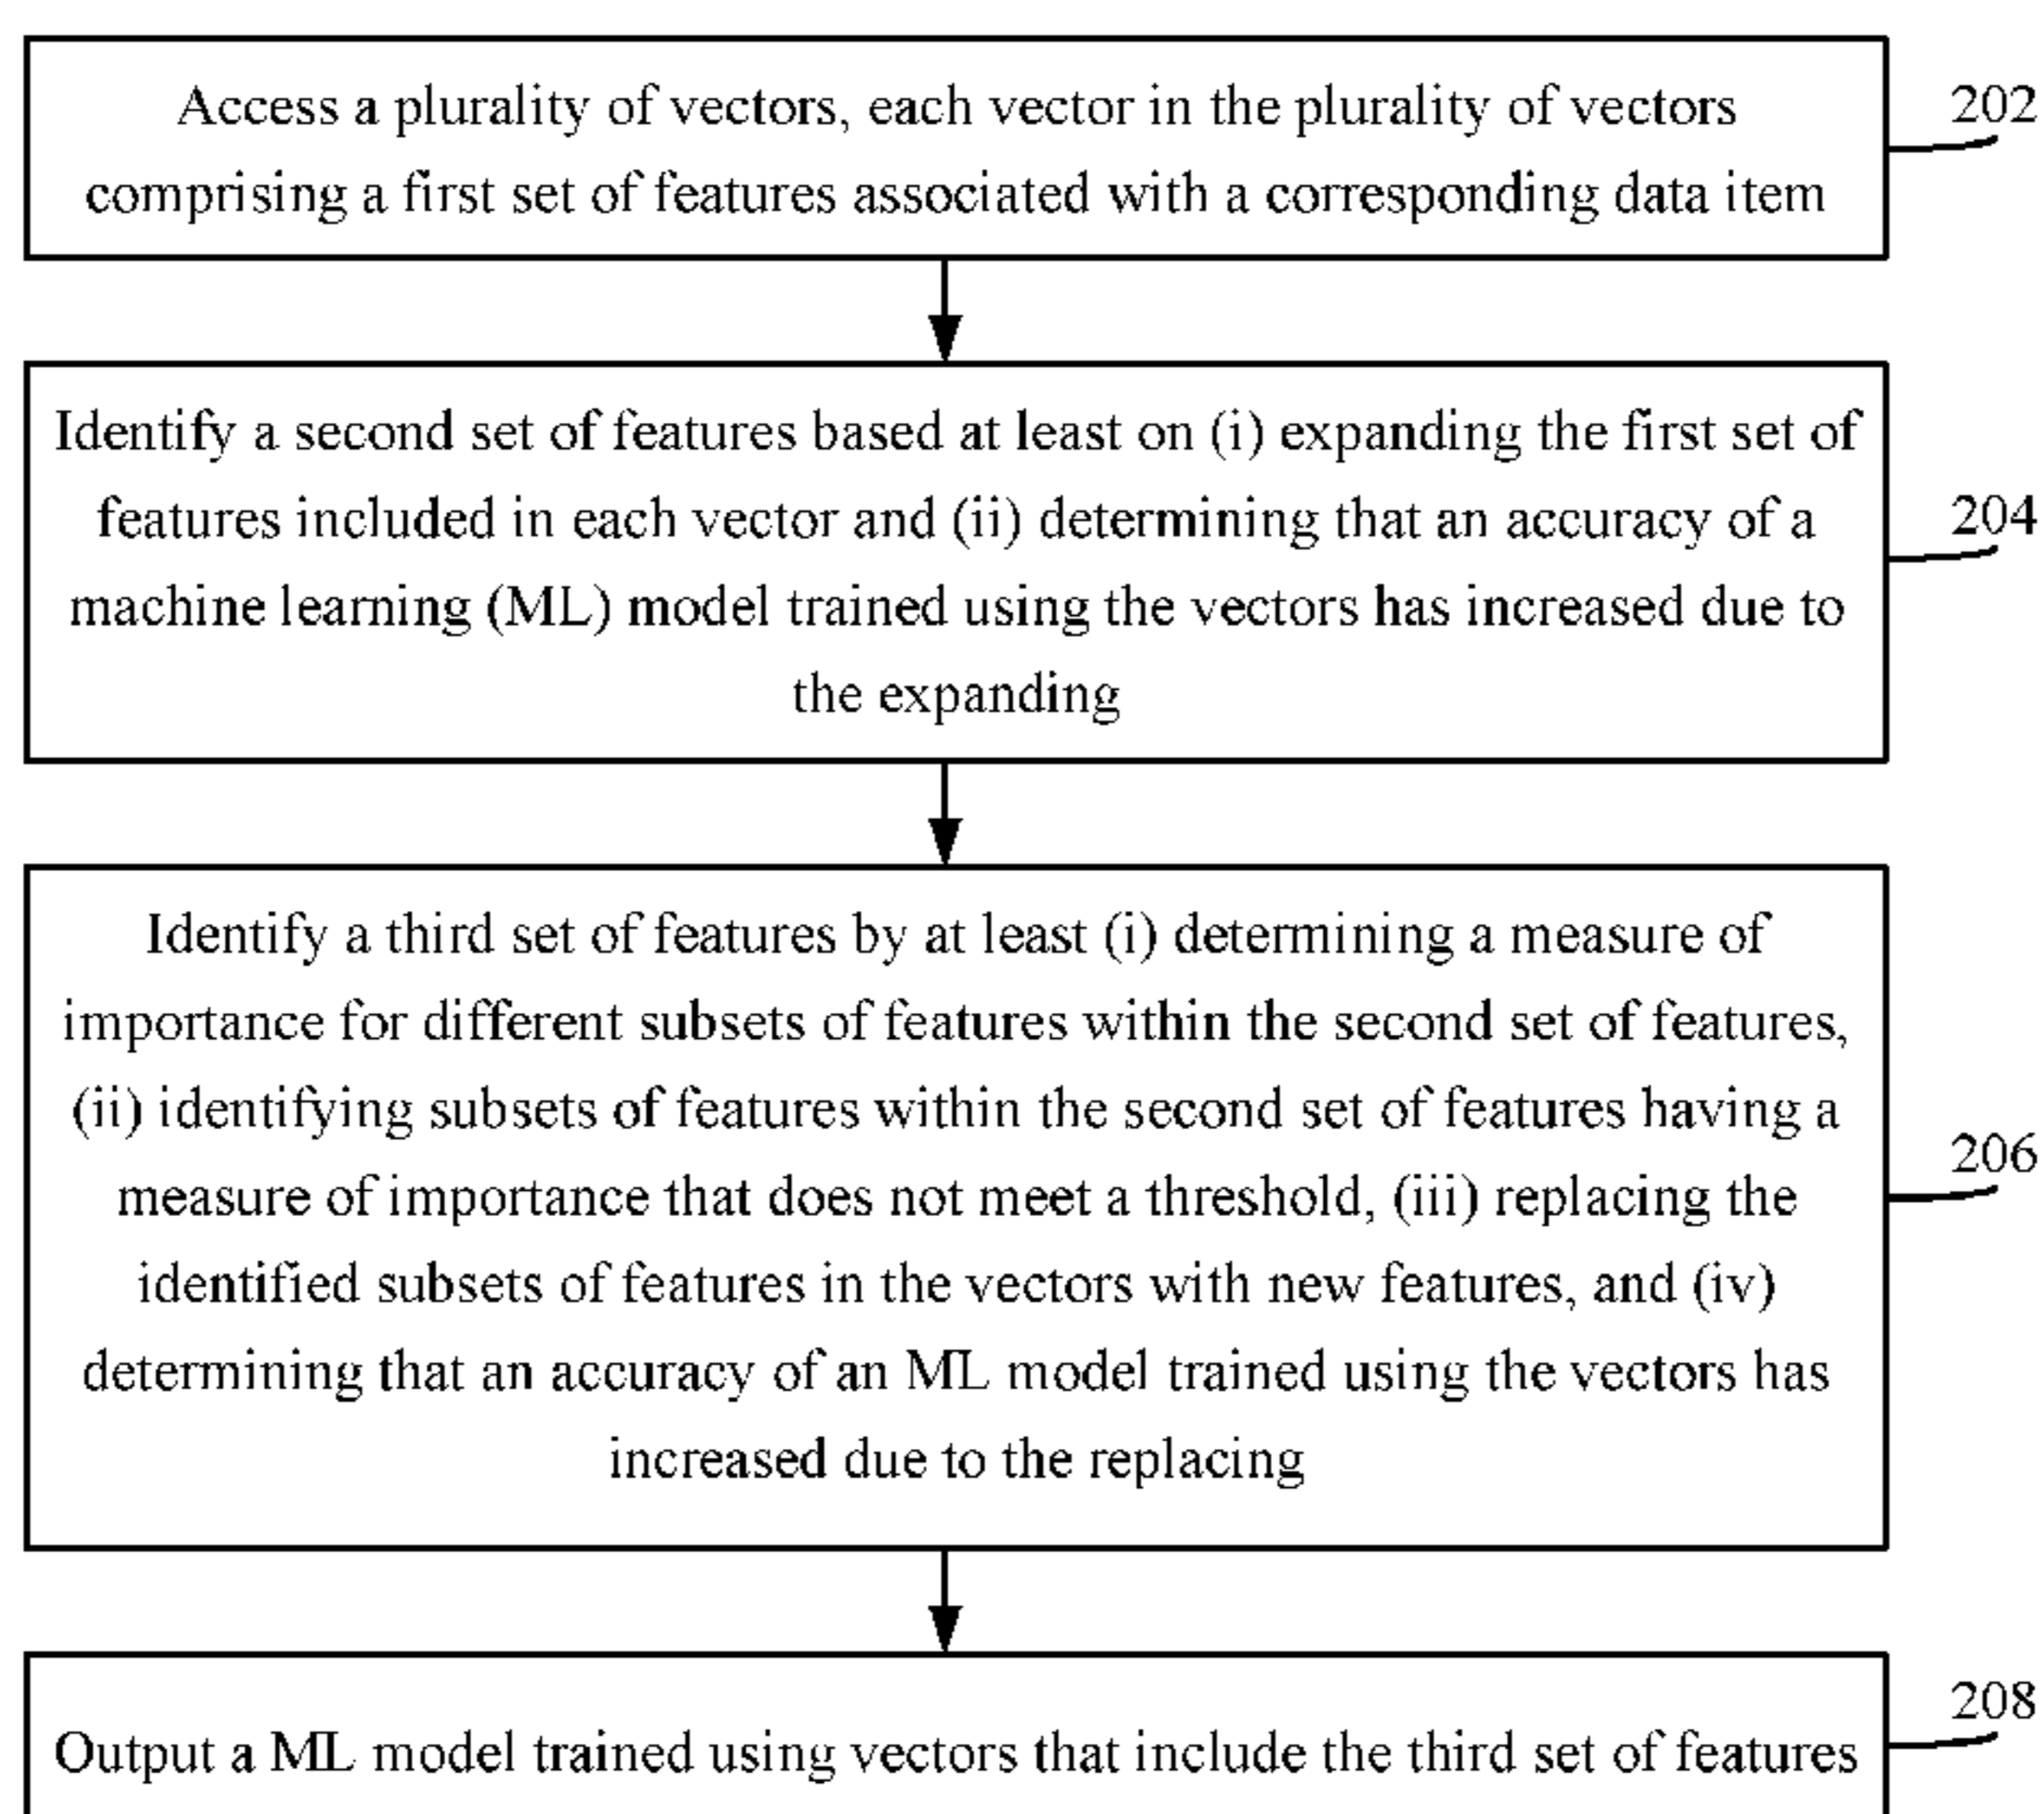 Access a plurality of vectors, each vector in the plurality of vectors
comprising a first set of features associated with a corresponding data item
202
Identify a second set of features based at least on (i) expanding the first set of
features included in each vector and (ii) determining that an accuracy of a
machine learning (ML) model trained using the vectors has increased due to
the expanding
204
Identify a third set of features by at least (i) determining a measure of
importance for different subsets of features within the second set of features,
(ii) identifying subsets of features within the second set of features having a
measure of importance that does not meet a threshold, (iii) replacing the
identified subsets of features in the vectors with new features, and (iv)
determining that an accuracy of an ML model trained using the vectors has
increased due to the replacing
206
Output a ML model trained using vectors that include the third set of features
208